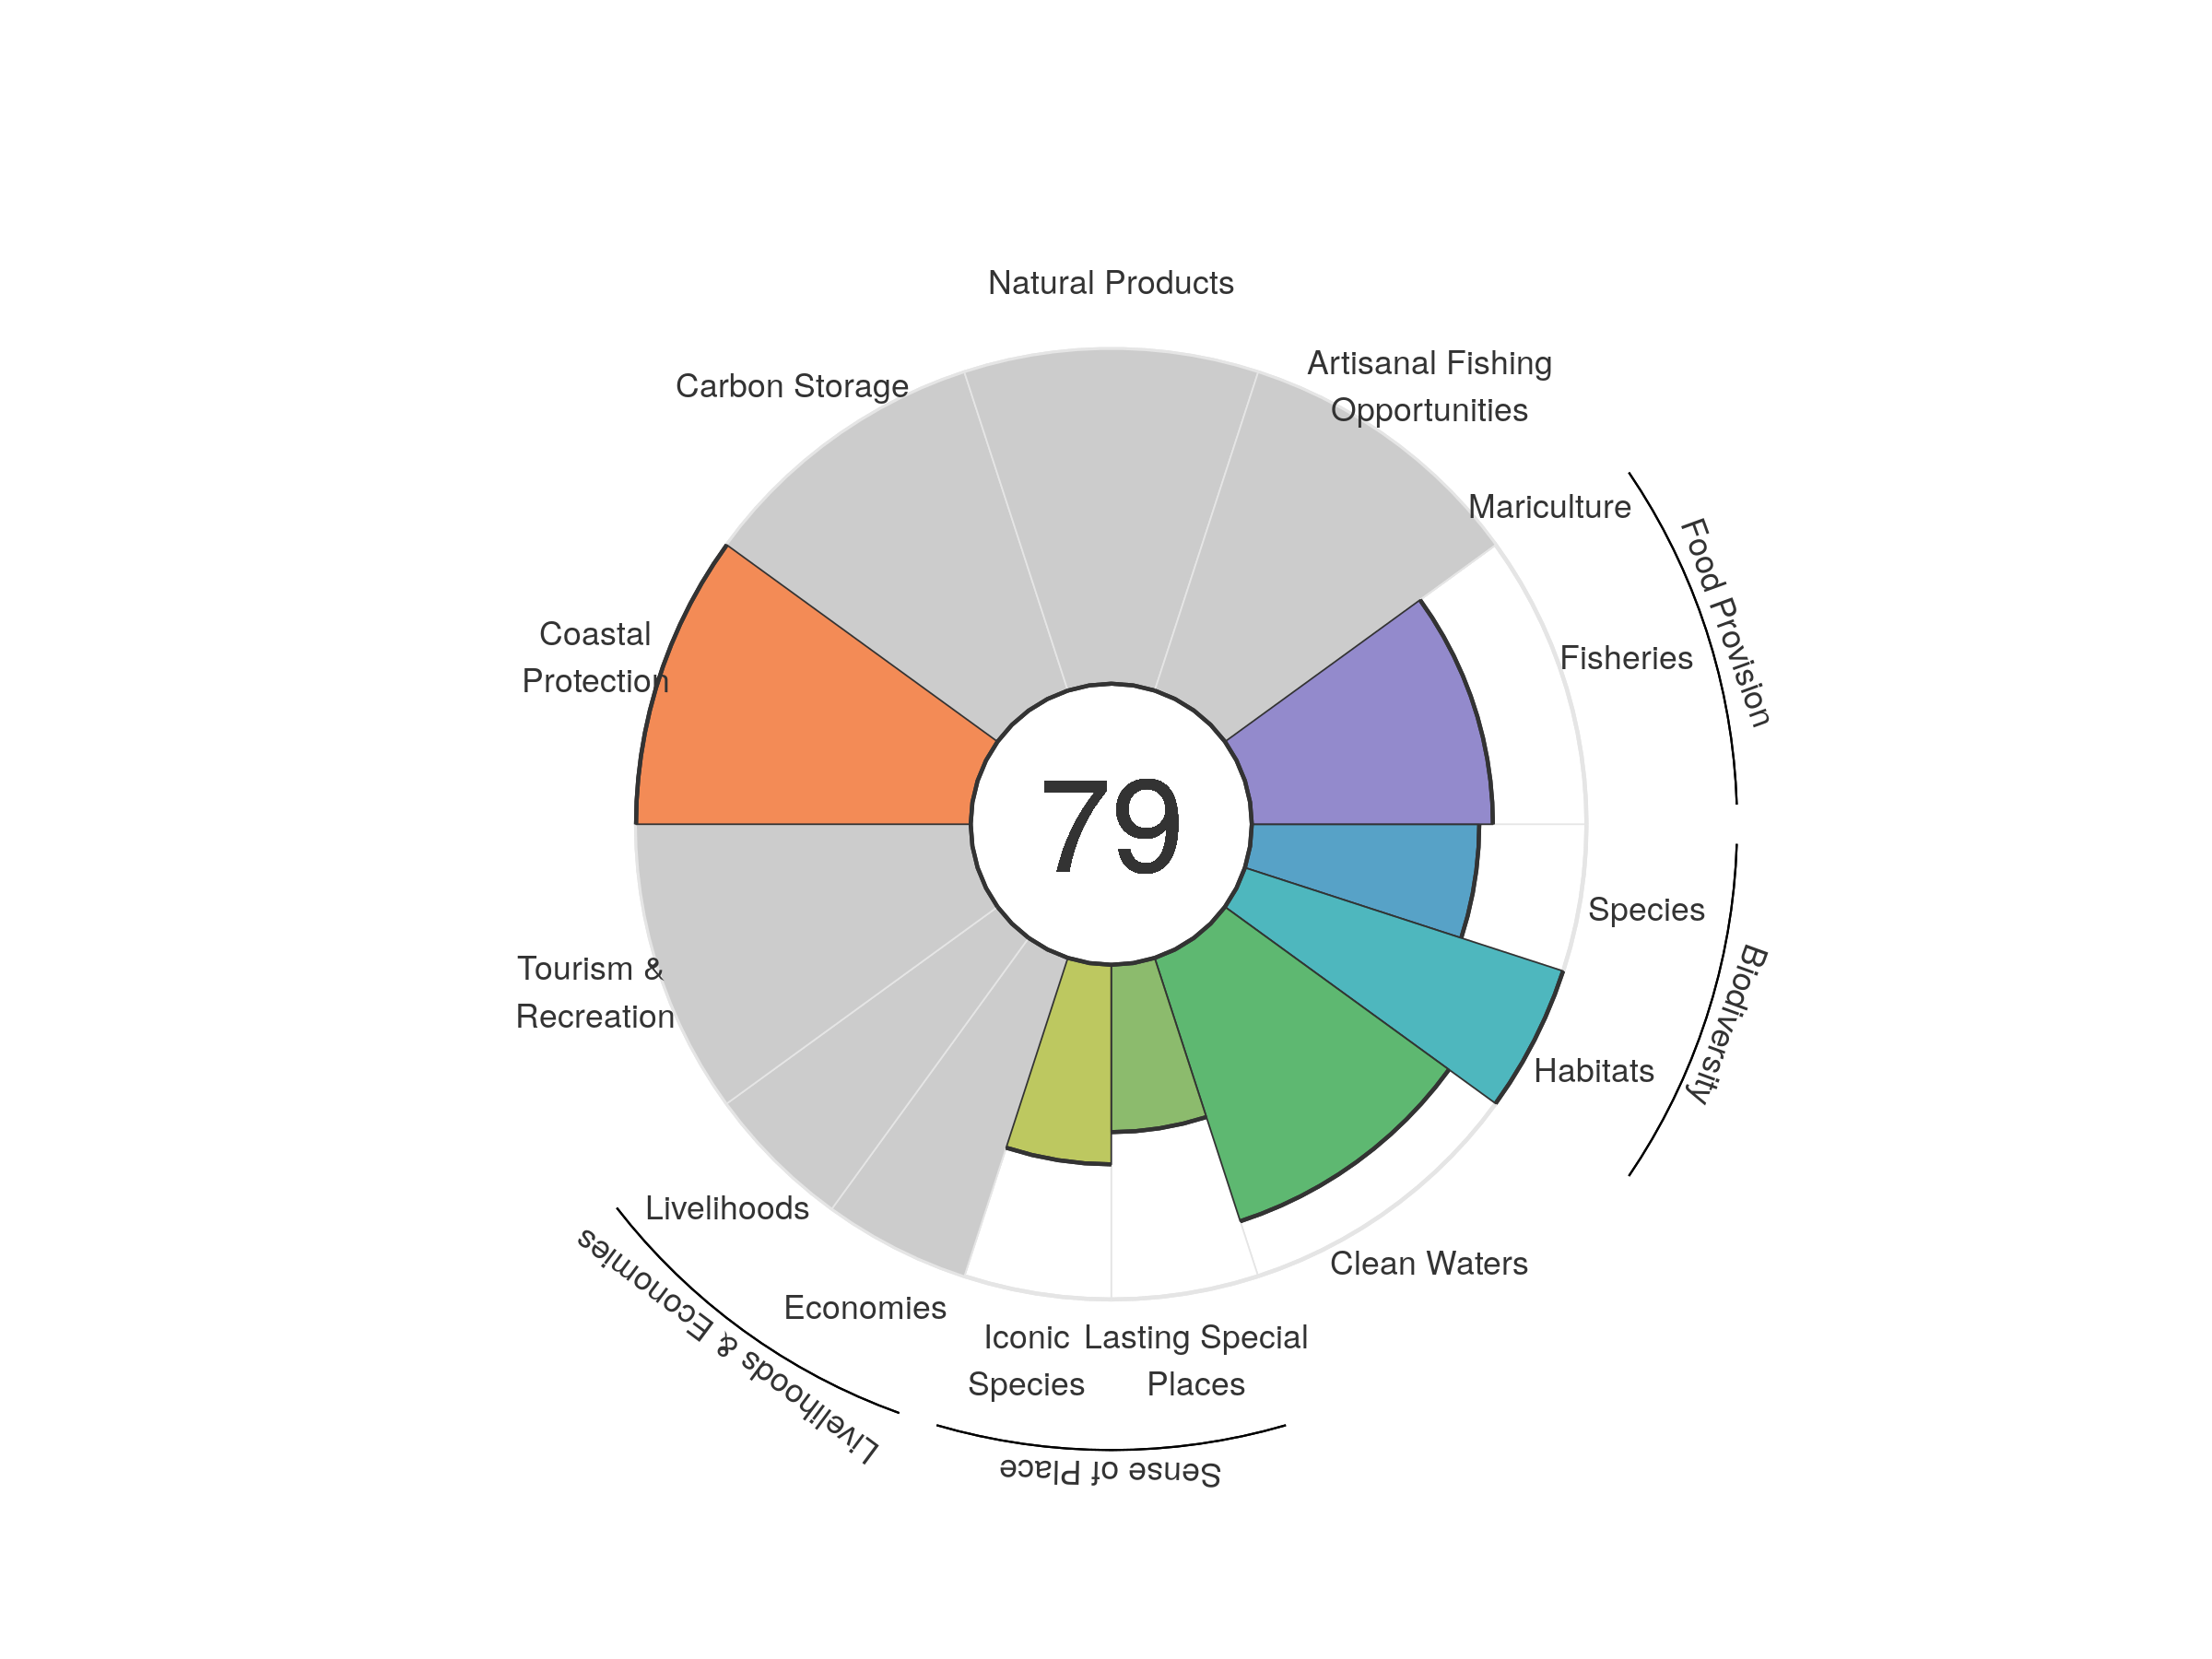 Natural Products
Artisanal Fishing
Opportunities
Carbon Storage
Mariculture
Food Provision
Fisheries
Coastal
Protection
79
Species
Biodiversity
Habitats
Tourism &
Recreation
Livelihoods
Livelihoods & Economies
Economies
Clean Waters
Iconic
Species
Lasting Special
Places
Sense of Place